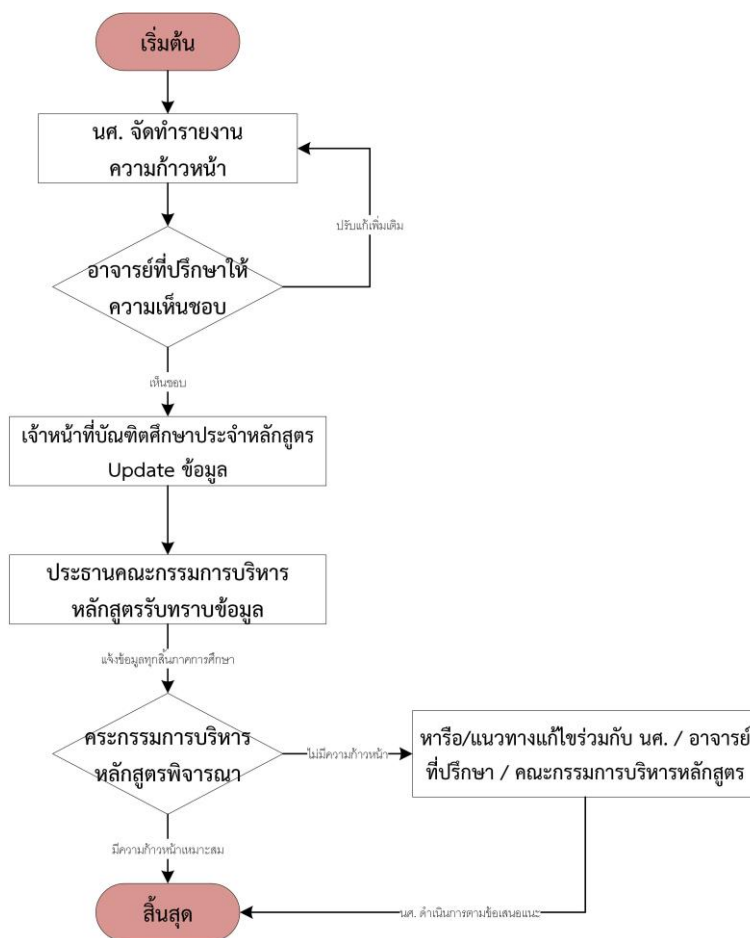 เริ่มต้น
นศ. จัดทำรายงาน
ความก้าวหน้า
ปรับแก้เพิ่มเติม
อาจารย์ที่ปรึกษาให้
ความเห็นชอบ
เห็นชอบ
เจ้าหน้าที่บัณฑิตศึกษาประจำหลักสูตร
Update ข้อมูล
ประธานคณะกรรมการบริหาร
หลักสูตรรับทราบข้อมูล
แจ้งข้อมูลทุกสิ้นภาคการศึกษา
คระกรรมการบริหาร
หลักสูตรพิจารณา
ไม่มีความก้าวหน้า
หารือ/แนวทางแก้ไขร่วมกับ นศ. / อาจารย์
ที่ปรึกษา / คณะกรรมการบริหารหลักสูตร
มีความก้าวหน้าเหมาะสม
สิ้นสุด
นศ. ดำเนินการตามข้อเสนอแนะ